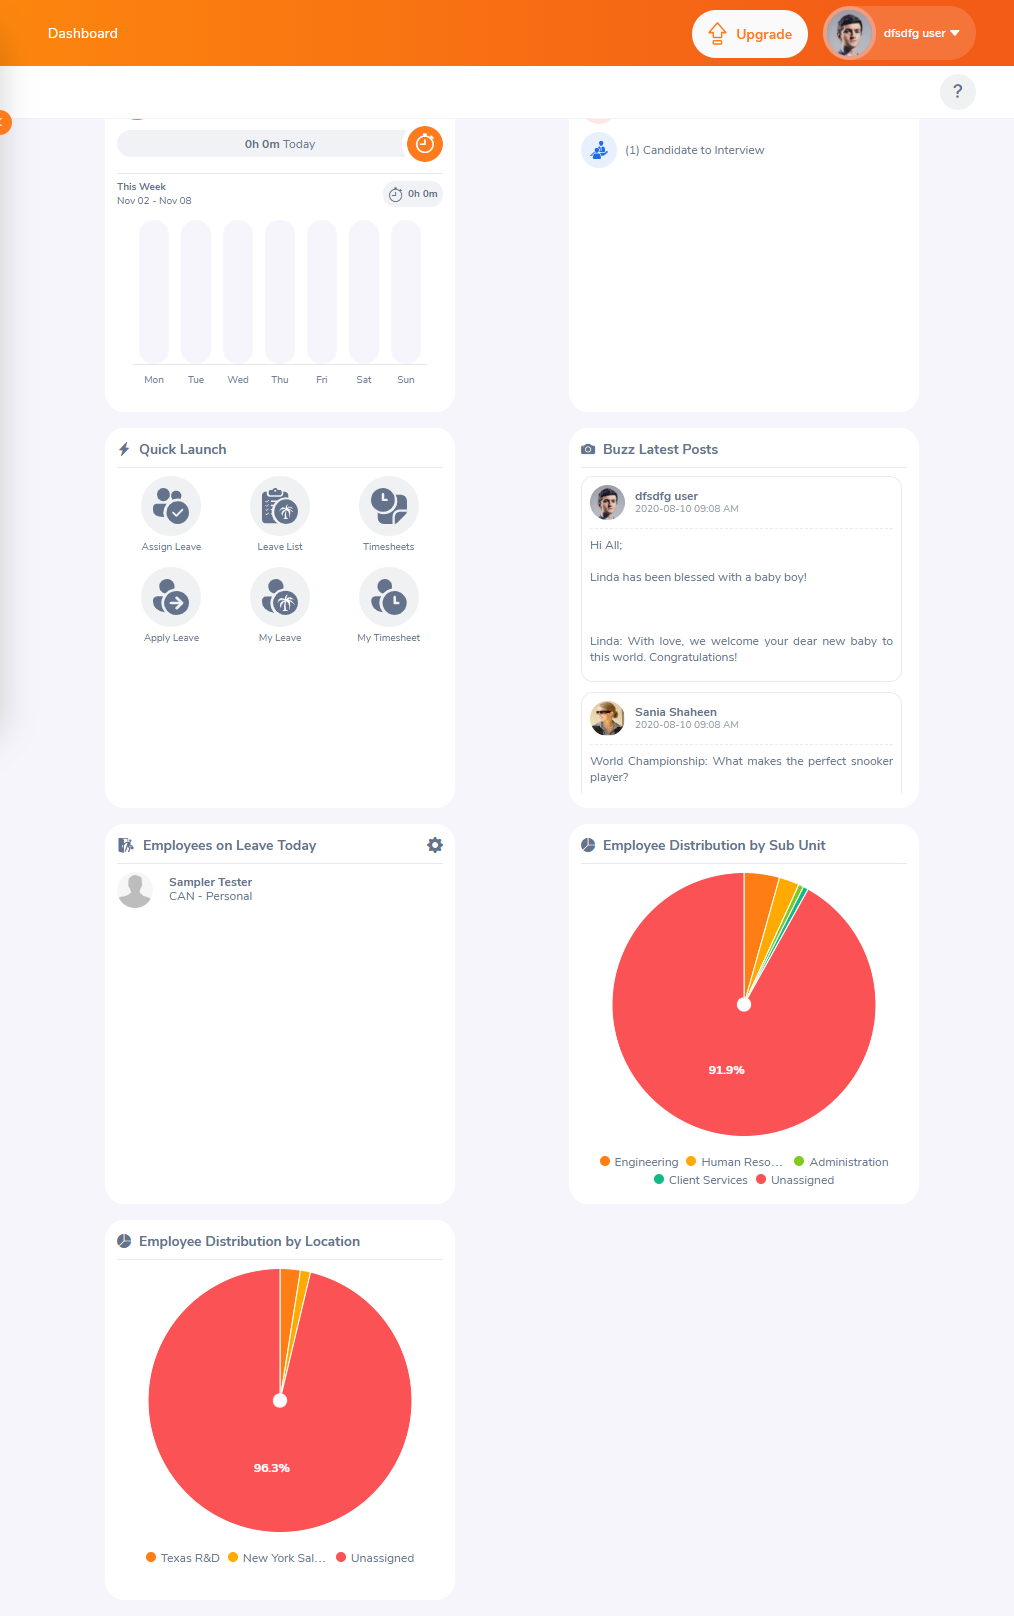 Dashboard
Upgrade
dfsdfg user
?
0h 0m Today
This Week
Nov 02 - Nov 08
0h 0m
Mon Tue Wed Thu Fri Sat Sun
(1) Candidate to Interview
Quick Launch
Assign Leave
Leave List
Timesheets
Apply Leave
My Leave
My Timesheet
Buzz Latest Posts
dfsdfg user
2020-08-10 09:08 AM
Hi All;
Linda has been blessed with a baby boy!
Linda: With love, we welcome your dear new baby to
this world. Congratulations!
Sania Shaheen
2020-08-10 09:08 AM
World Championship: What makes the perfect snooker
player?
Employees on Leave Today
Sampler Tester
CAN - Personal
Employee Distribution by Sub Unit
91.9%
Engineering Human Reso... Administration
Client Services Unassigned
Employee Distribution by Location
96.3%
Texas R&D New York Sal... Unassigned